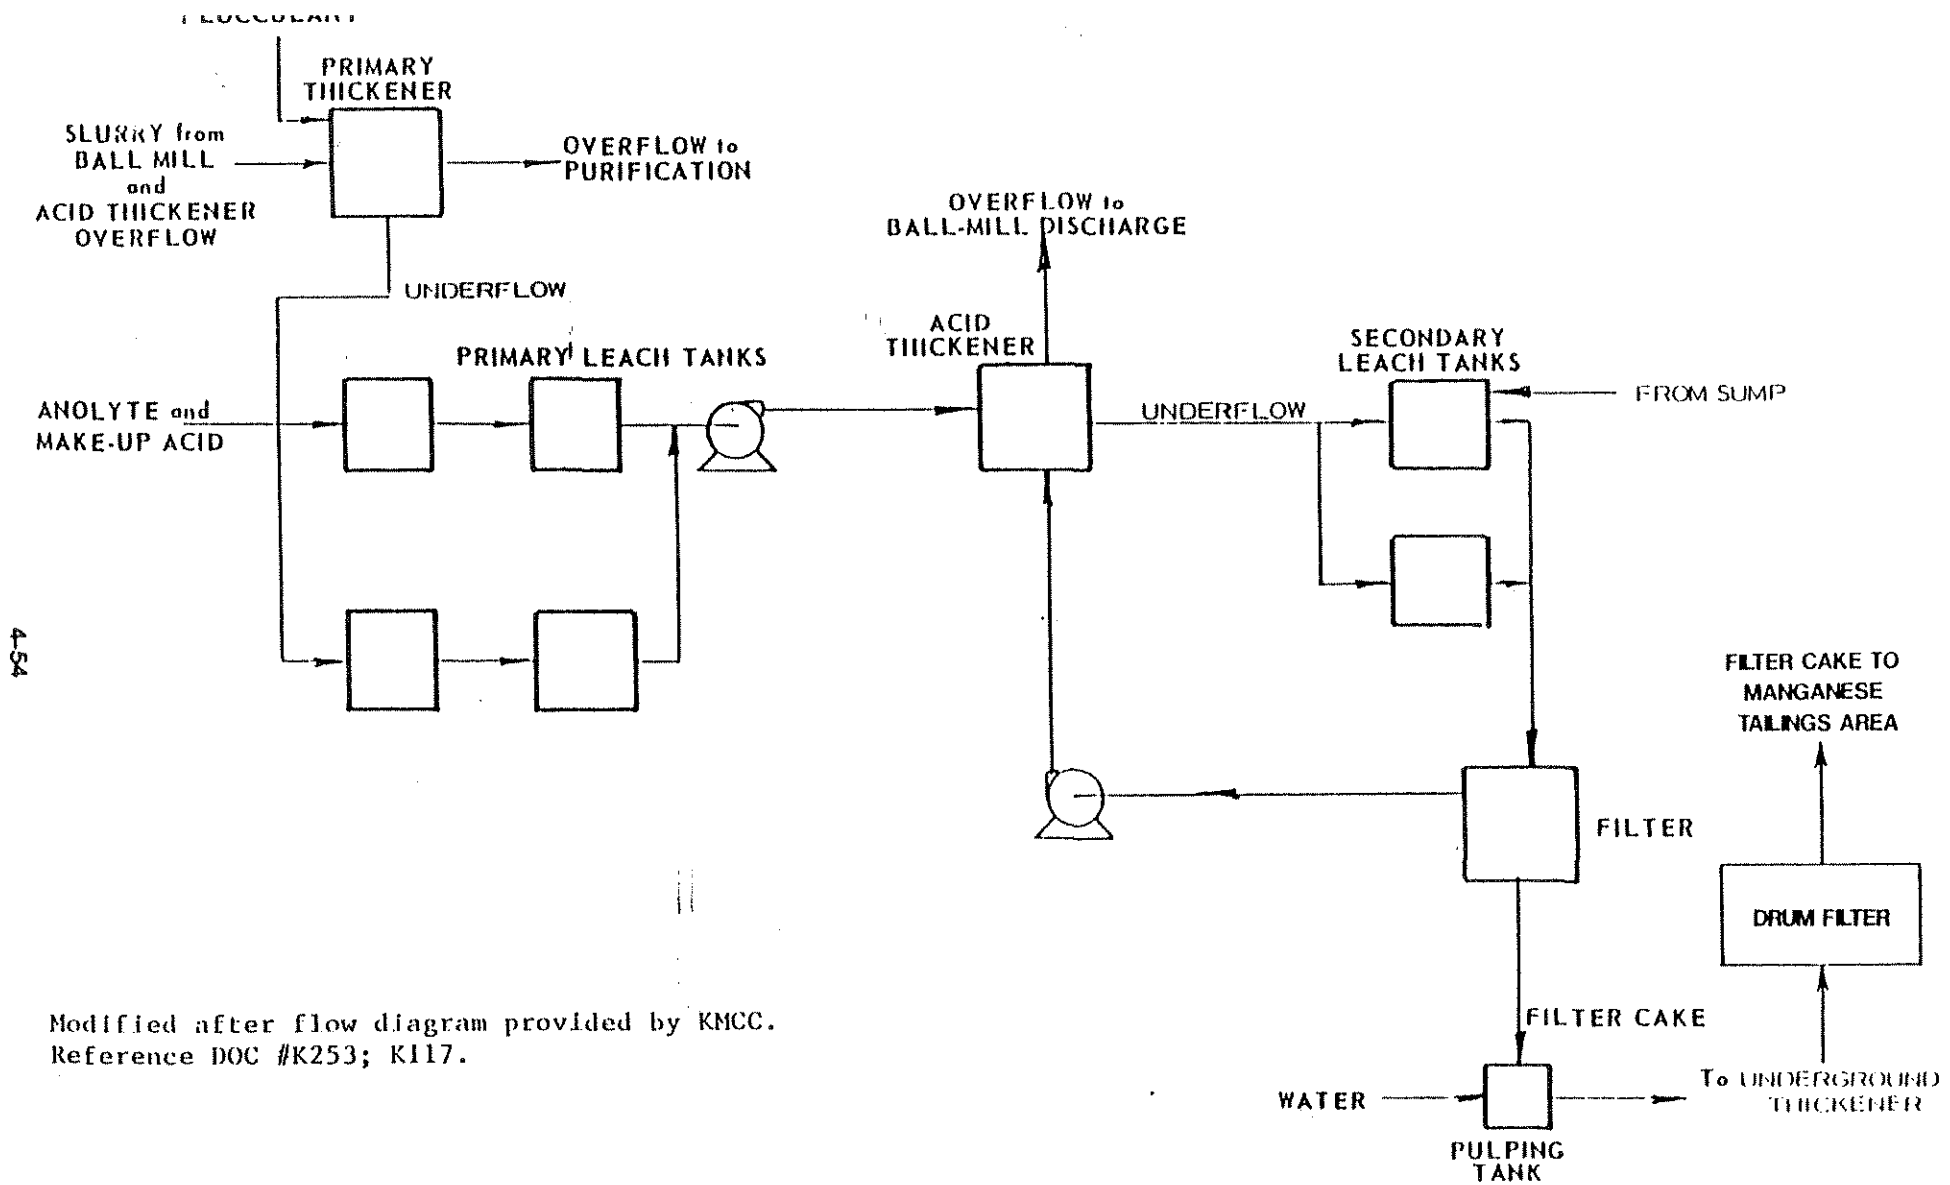 PRIMARY
THICKENER
SLURRY from
BALL MILL
and
ACID THICKENER
OVERFLOW
OVERFLOW to
PURIFICATION
UNDERFLOW
OVERFLOW to
BALL-MILL DISCHARGE
PRIMARY LEACH TANKS
ACID
THICKENER
SECONDARY
LEACH TANKS
ANOLYTE and
MAKE-UP ACID
UNDERFLOW
FROM SUMP
4-54
FILTER CAKE TO
MANGANESE
TAILINGS AREA
FILTER
DRUM FILTER
FILTER CAKE
WATER
To UNDERGROUND
THICKENER
PULPING
TANK
Modified after flow diagram provided by KMCC.
Reference DOC #K253; K117.